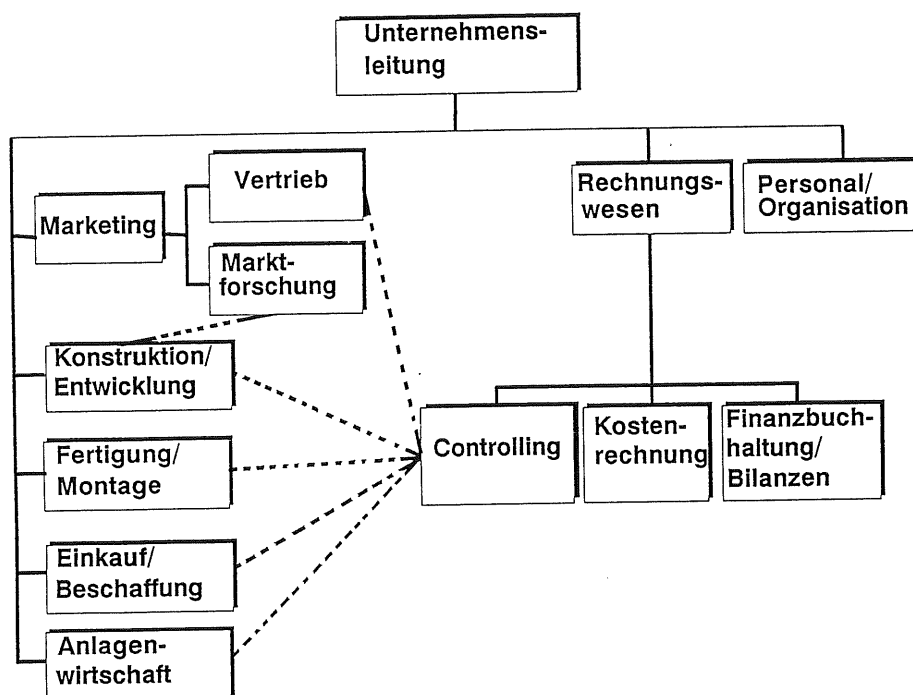 Unternehmens-
leitung
Vertrieb
Rechnungs-
wesen
Personal/
Organisation
Marketing
Markt-
forschung
Konstruktion/
Entwicklung
Controlling
Kosten-
rechnung
Finanzbuch-
haltung/
Bilanzen
Fertigung/
Montage
Einkauf/
Beschaffung
Anlagen-
wirtschaft